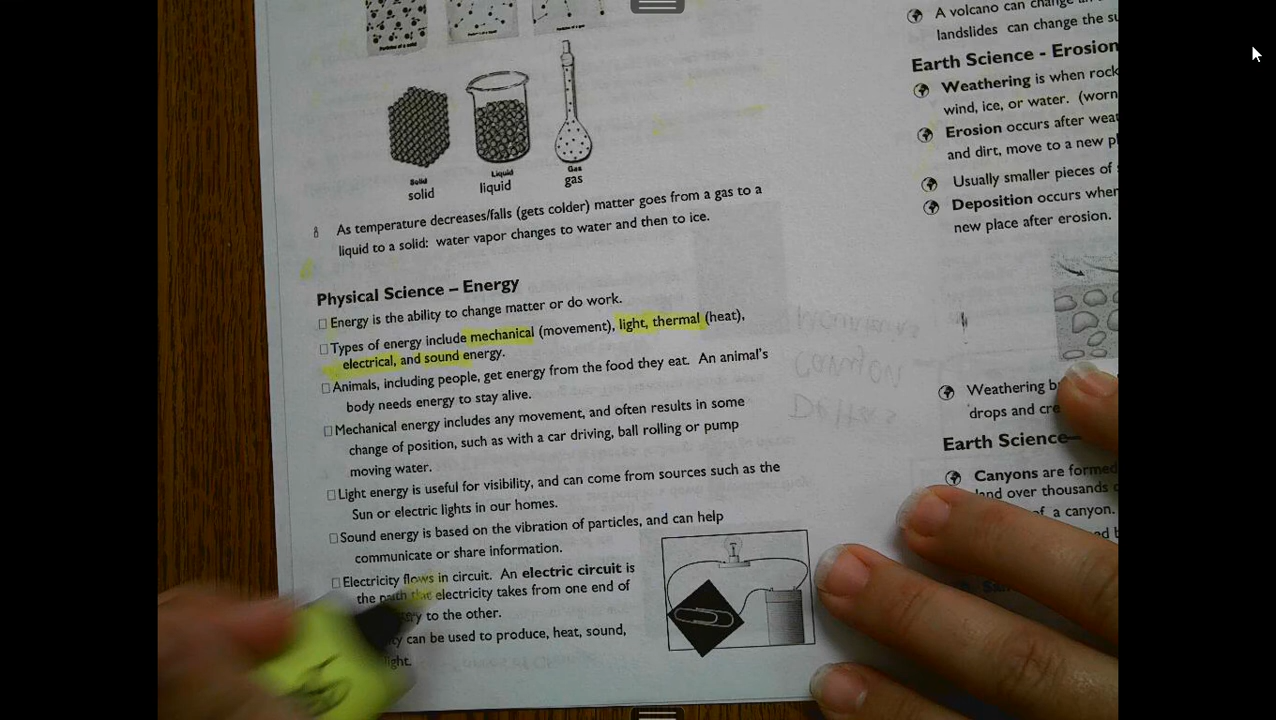 Solid
Liquid
Gas
solid
liquid
gas
As temperature decreases/falls (gets colder) matter goes from a gas to a
liquid to a solid: water vapor changes to water and then to ice.
Physical Science – Energy
Energy is the ability to change matter or do work.
Types of energy include mechanical (movement), light, thermal (heat),
electrical, and sound energy.
Animals, including people, get energy from the food they eat. An animal's
body needs energy to stay alive.
Mechanical energy includes any movement, and often results in some
change of position, such as with a car driving, ball rolling or pump
moving water.
Light energy is useful for visibility, and can come from sources such as the
Sun or electric lights in our homes.
Sound energy is based on the vibration of particles, and can help
communicate or share information.
Electricity flows in circuit. An electric circuit is
the path that electricity takes from one end of
to the other.
can be used to produce, heat, sound,
light.
A volcano can change
landslides can change the
Earth Science - Erosion
Weathering is when rock
wind, ice, or water. (worn
Erosion occurs after
and dirt, move to a new
Usually smaller pieces of
Deposition occurs when
new place after erosion.
Weathering
drops and
Earth Science–
Canyons are formed
land over thousands
of a canyon.